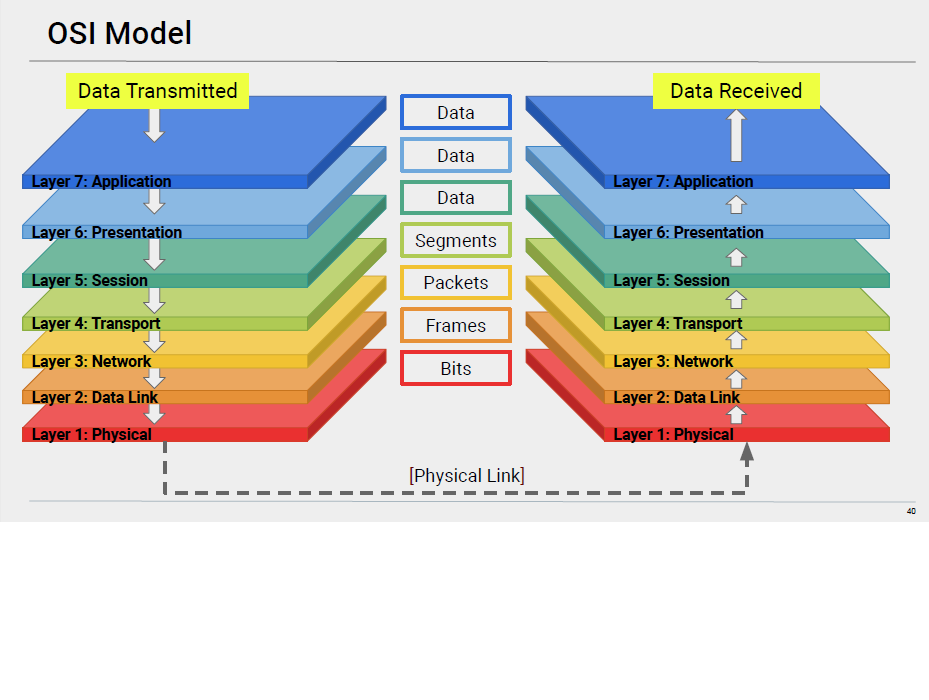 OSI Model
Data Transmitted
Data Received
Data
Data
Data
Segments
Packets
Frames
Bits
Layer 7: Application
Layer 6: Presentation
Layer 5: Session
Layer 4: Transport
Layer 3: Network
Layer 2: Data Link
Layer 1: Physical
Layer 7: Application
Layer 6: Presentation
Layer 5: Session
Layer 4: Transport
Layer 3: Network
Layer 2: Data Link
Layer 1: Physical
[Physical Link]
40